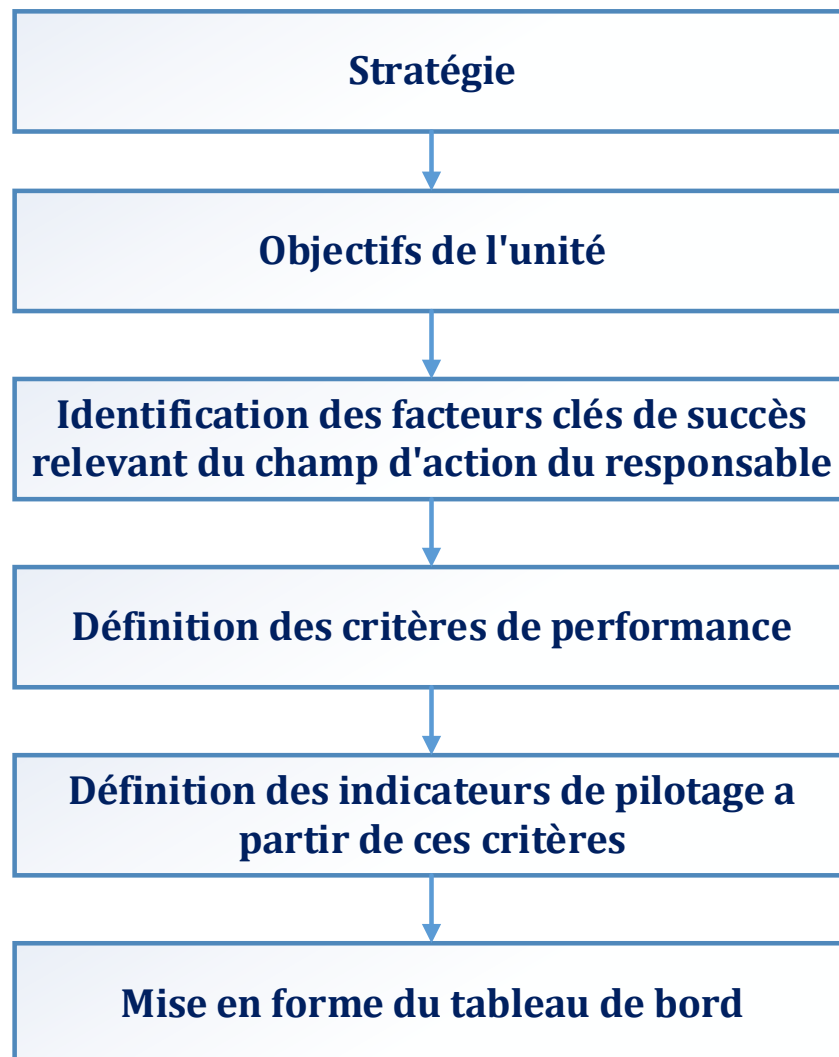 Stratégie
Objectifs de l'unité
Identification des facteurs clés de succès
relevant du champ d'action du responsable
Définition des critères de performance
Définition des indicateurs de pilotage a
partir de ces critères
Mise en forme du tableau de bord